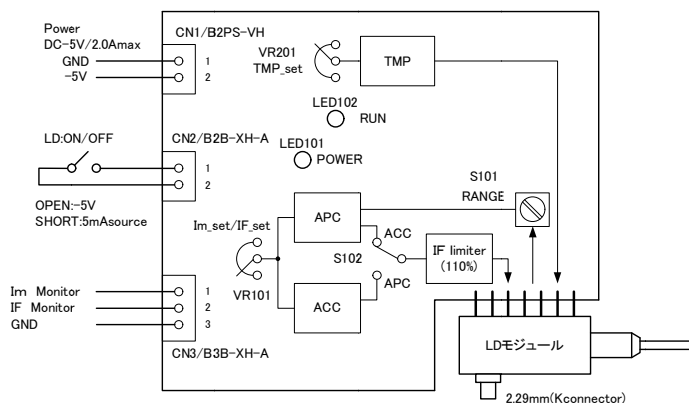 Power
DC-5V/2.0Amax
GND
-5V
CN1/B2PS-VH
1
2
VR201
TMP_set
TMP
LED102
RUN
LED101
POWER
LD:ON/OFF
CN2/B2B-XH-A
1
2
OPEN:-5V
SHORT:5mAsource
S101
RANGE
Im_set/IF_set
APC
ACC
S102
IF limiter
(110%)
APC
VR101
ACC
Im Monitor
IF Monitor
GND
1
2
3
CN3/B3B-XH-A
LDモジュール
2.29mm(Kconnector)